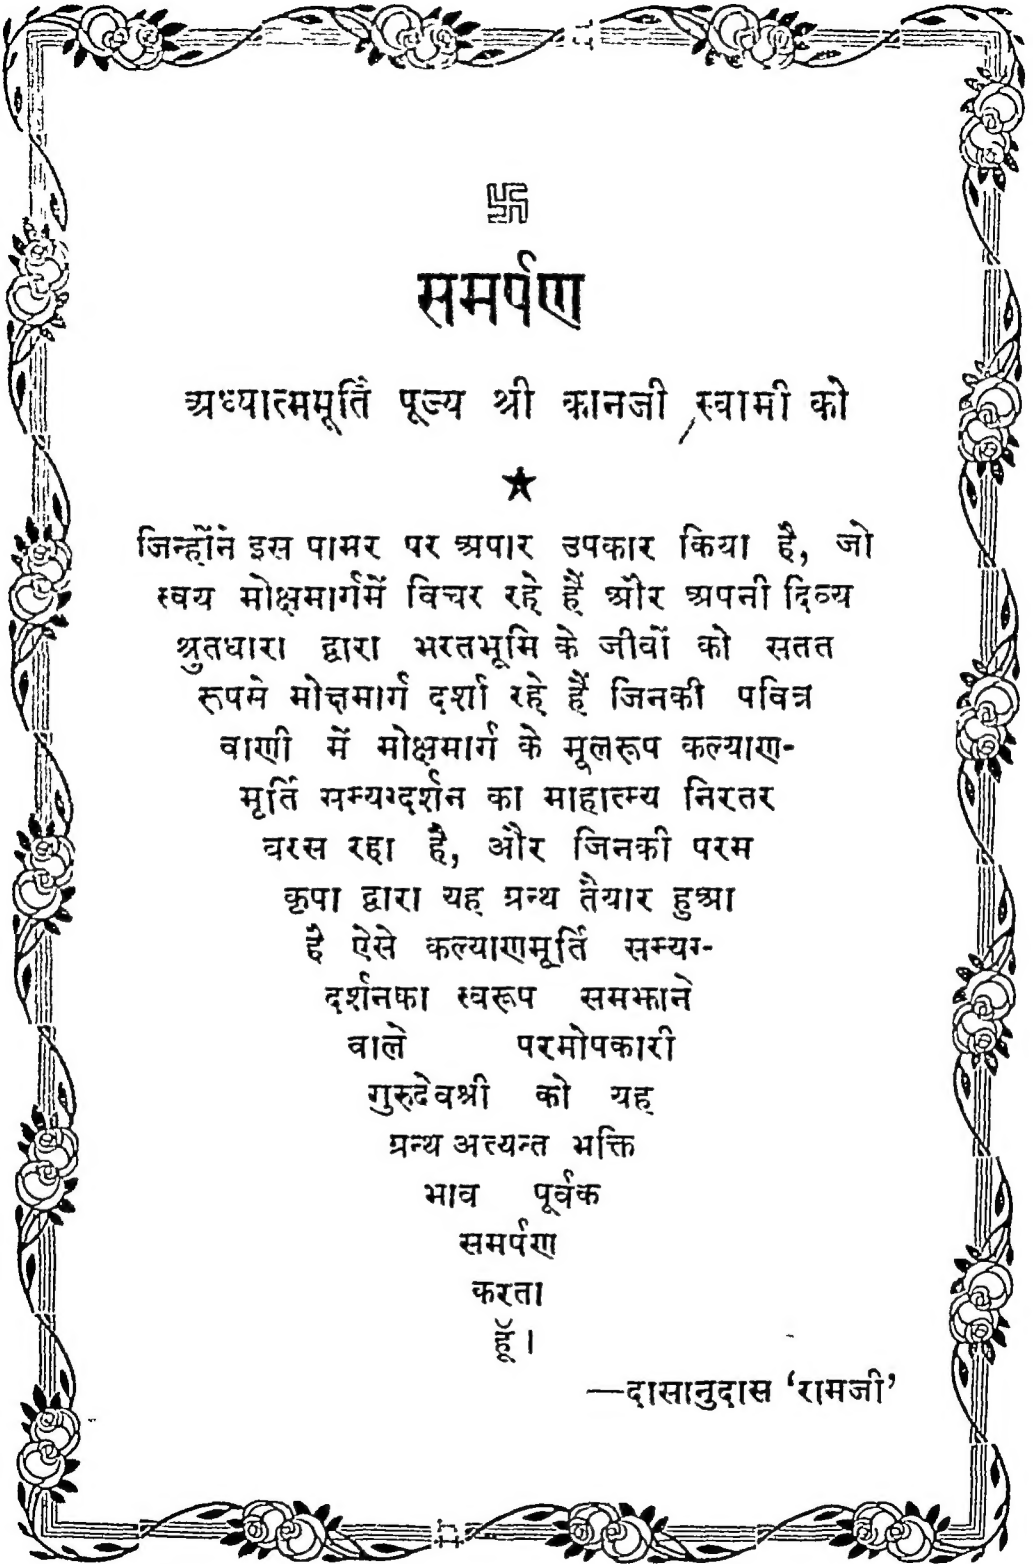 卐
समर्पण
अध्यात्ममूर्ति पूज्य श्री कानजी स्वामी को
★
जिन्होंने इस पामर पर अपार उपकार किया है, जो
स्वय मोक्षमार्गमें विचर रहे हैं और अपनी दिव्य
श्रुतधारा द्वारा भरतभूमि के जीवों को सतत
रूपमे मोक्षमार्ग दर्शा रहे हैं जिनकी पवित्र
वाणी में मोक्षमार्ग के मूलरूप कल्याण-
मूर्ति सम्यग्दर्शन का माहात्म्य निरतर
वरस रहा है, और जिनकी परम
कृपा द्वारा यह ग्रन्थ तैयार हुआ
है ऐसे कल्याणमूर्ति सम्यग-
दर्शनका स्वरूप समझाने
वाले परमोपकारी
गुरुदेवश्री को यह
ग्रन्थ अत्यन्त भक्ति
भाव पूर्वक
समर्पण
करता
हूँ।
—दासानुदास ‘रामजी’